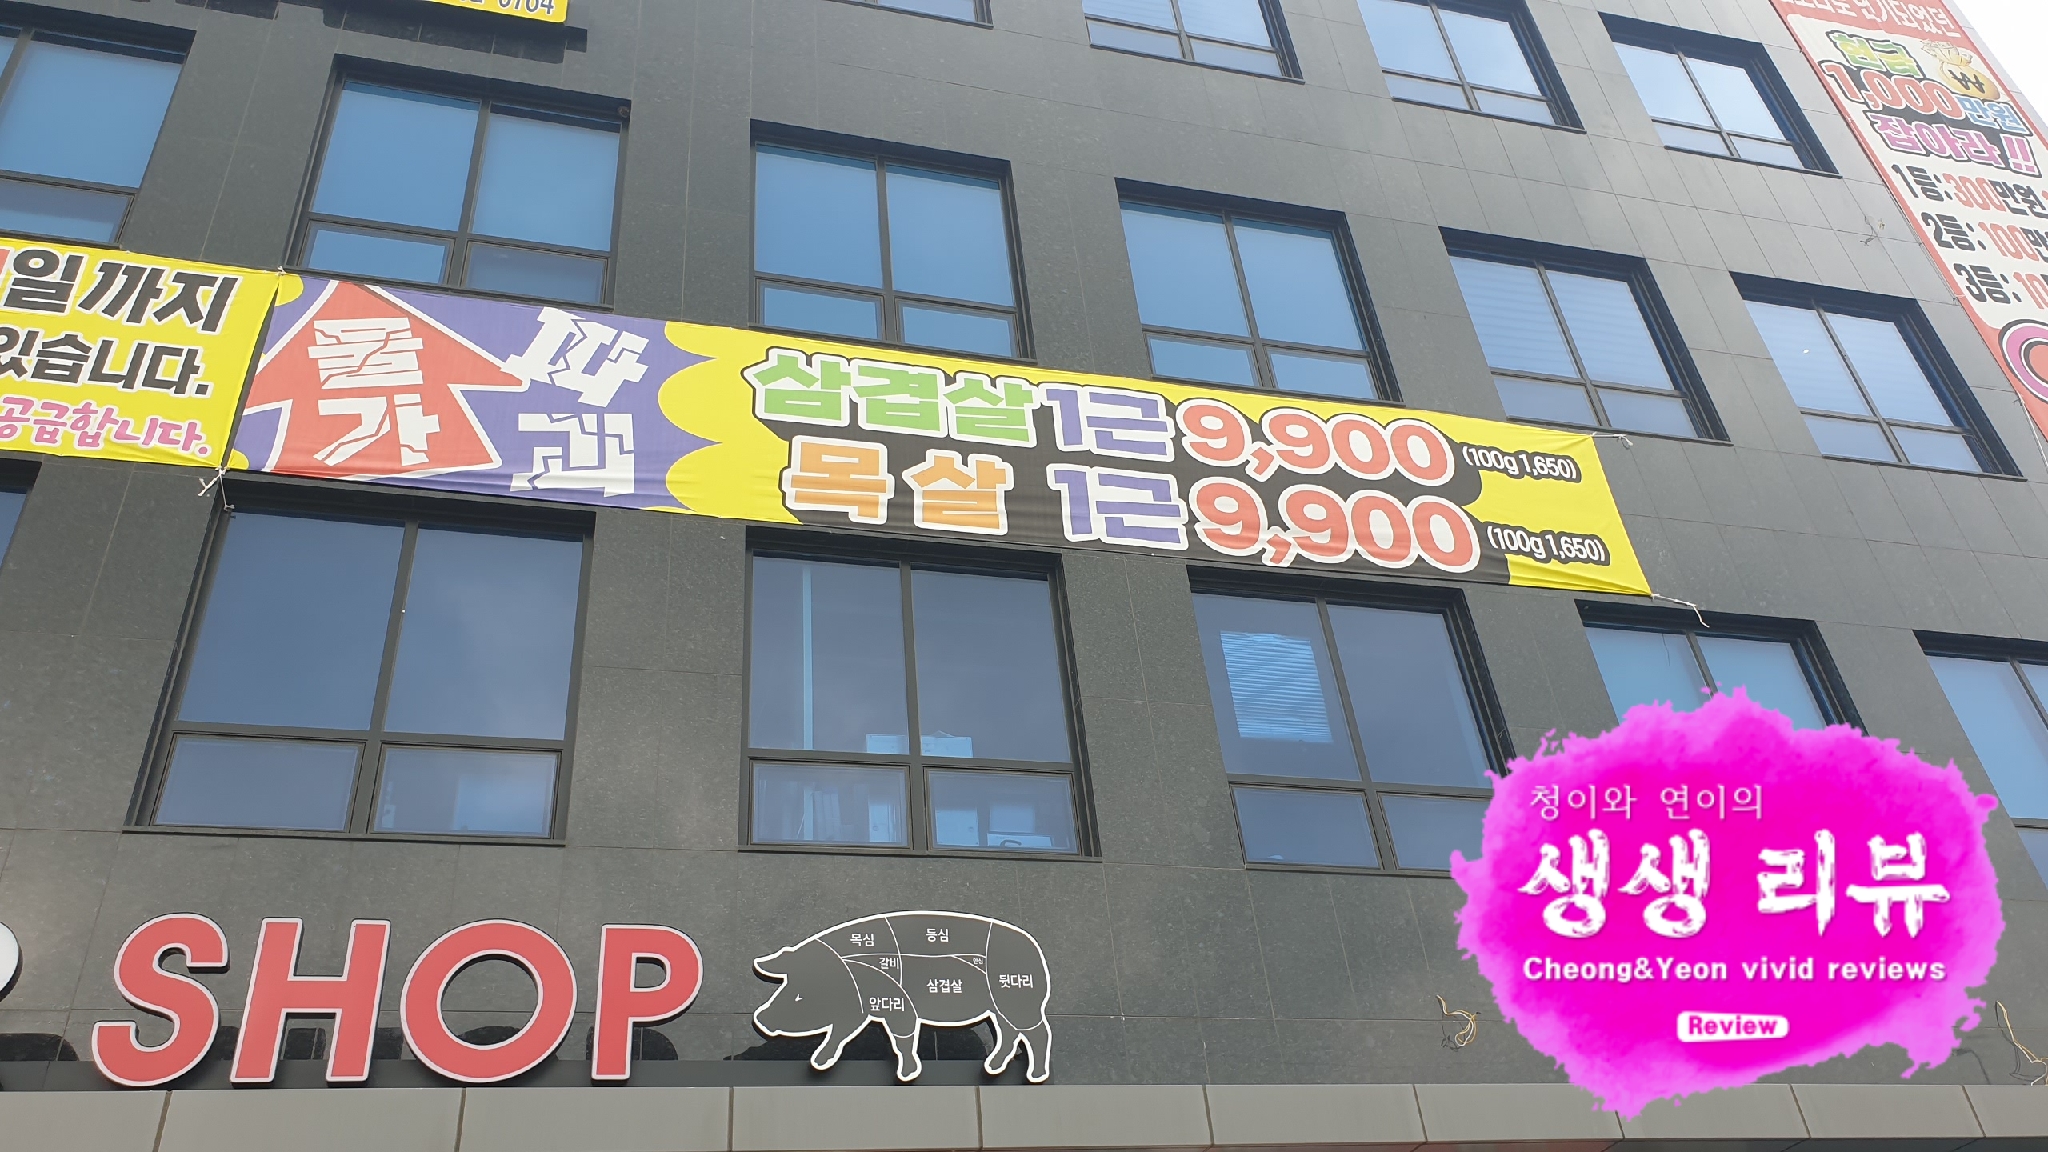 일까지
있습니다.
공급합니다.
물가
파괴
삼겹살 1근 9,900 (100g 1,650)
목살 1근 9,900 (100g 1,650)
현금
1,000만원
잡아라!!
1등:300만원
2등:100만
3등:10
SHOP
목심
등심
갈비
삼겹살
앞다리
뒷다리
청이와 연이의
생생 리뷰
Cheong&Yeon vivid reviews
Review